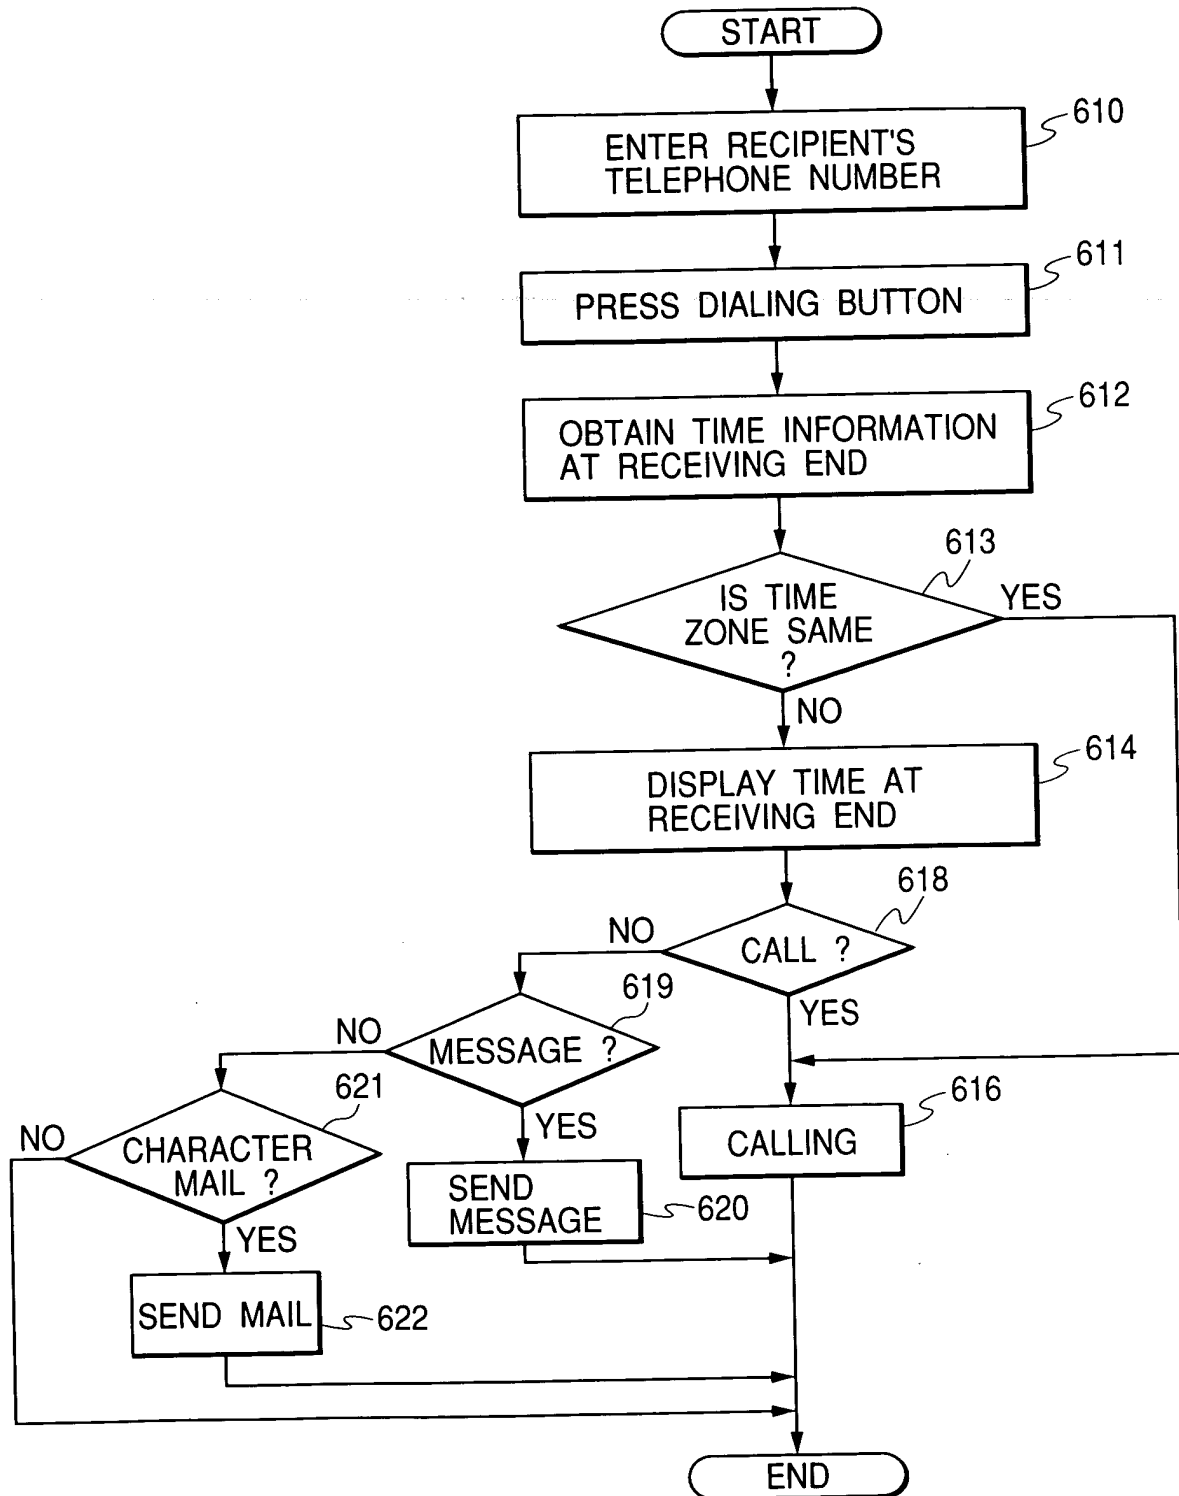 START
610
ENTER RECIPIENT'S
TELEPHONE NUMBER
611
PRESS DIALING BUTTON
612
OBTAIN TIME INFORMATION
AT RECEIVING END
613
IS TIME
ZONE SAME
?
YES
NO
614
DISPLAY TIME AT
RECEIVING END
618
CALL ?
NO
YES
619
MESSAGE ?
NO
YES
616
CALLING
621
CHARACTER
MAIL ?
NO
YES
SEND
MESSAGE
620
SEND MAIL
622
END